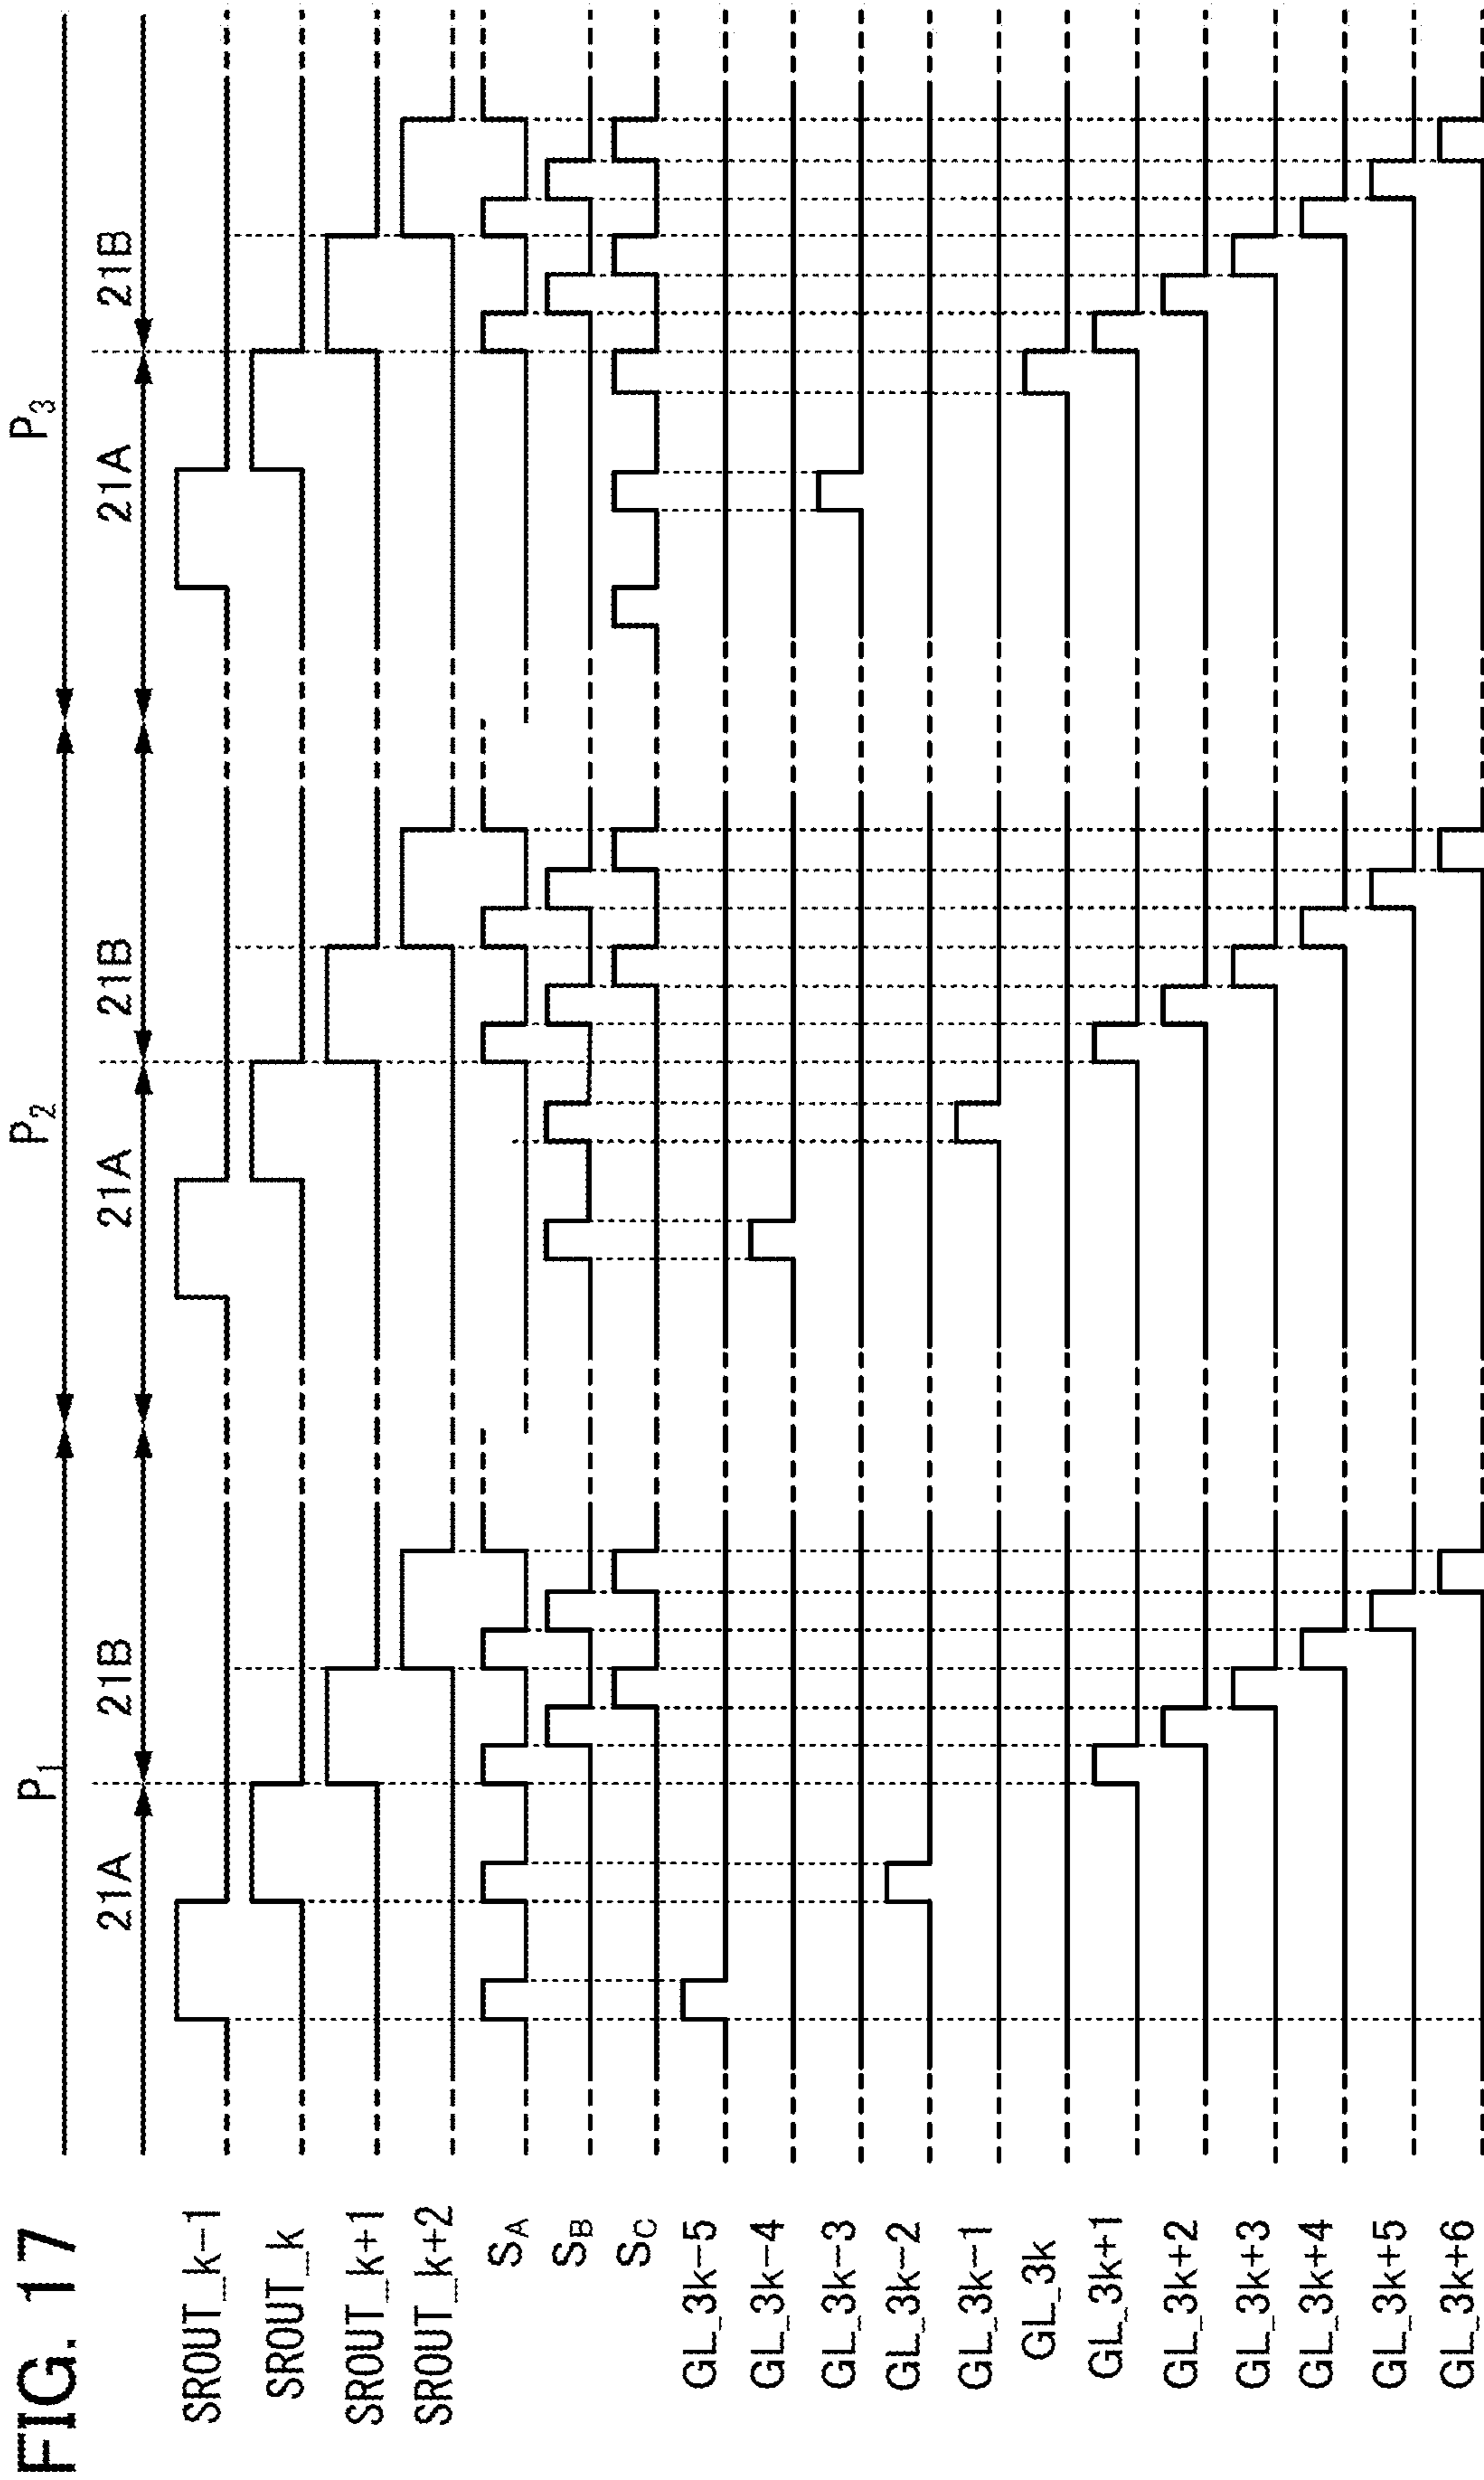 FIG. 17
P1 P2 P3
21A 21B 21A 21B 21A 21B
SROUT_k-1
SROUT_k
SROUT_k+1
SROUT_k+2
SA
SB
SC
GL_3k-5
GL_3k-4
GL_3k-3
GL_3k-2
GL_3k-1
GL_3k
GL_3k+1
GL_3k+2
GL_3k+3
GL_3k+4
GL_3k+5
GL_3k+6